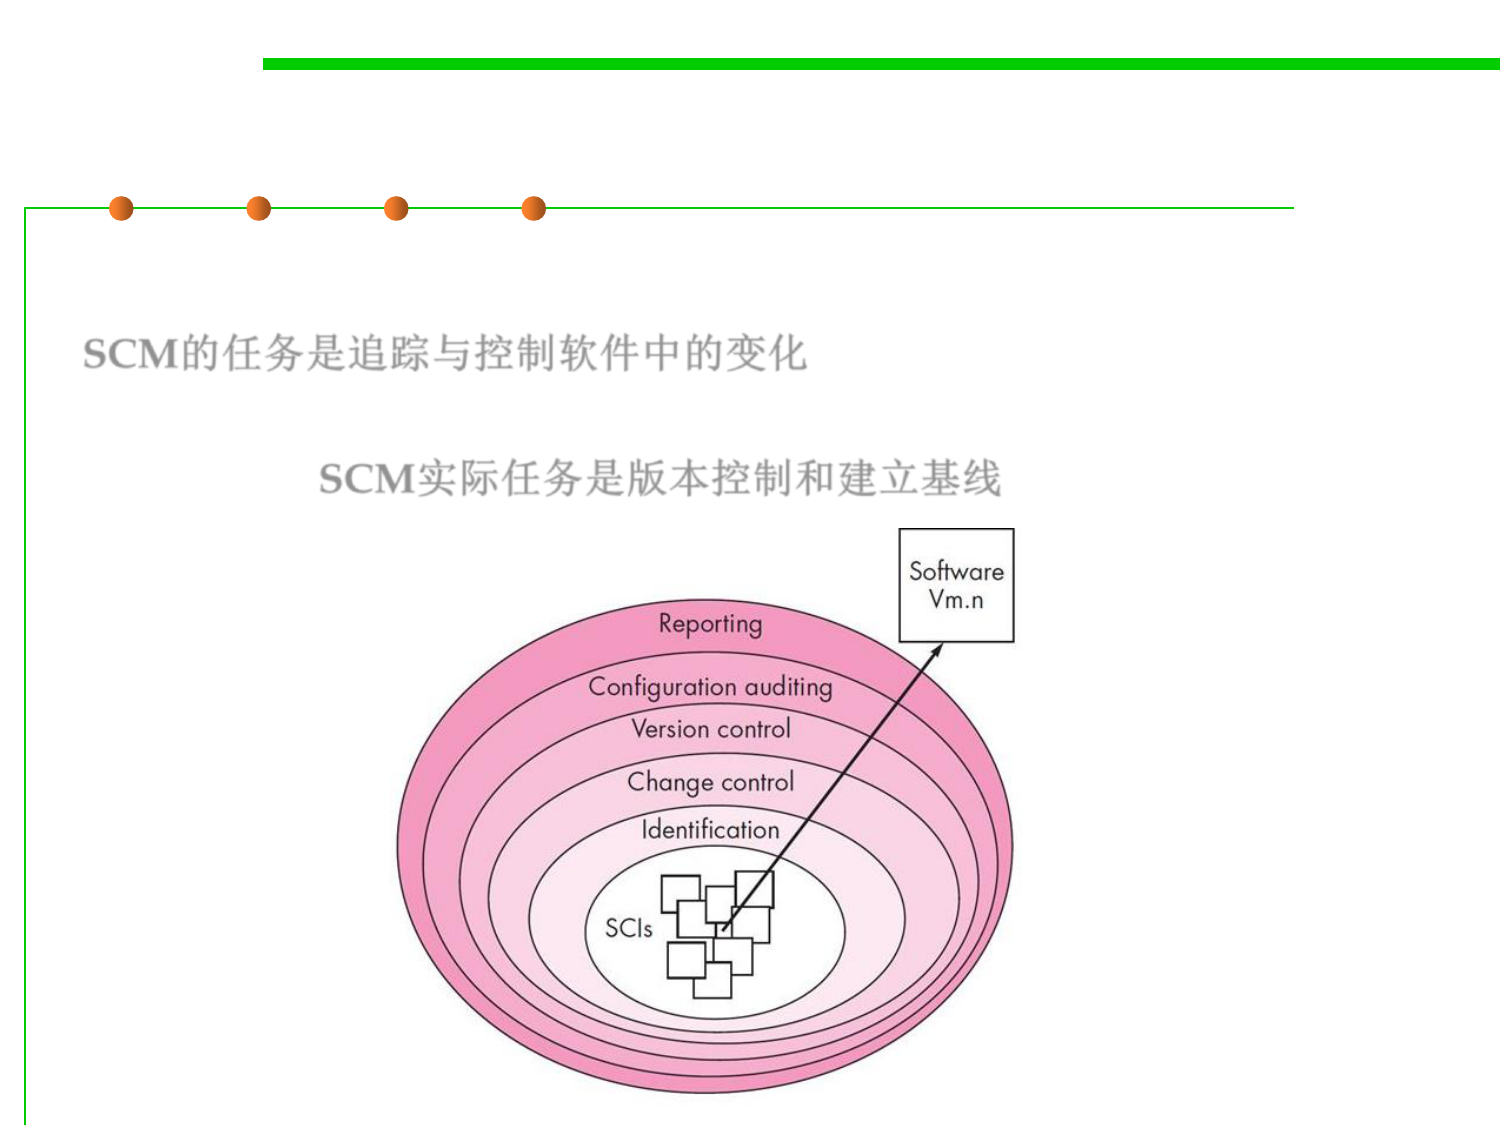 SCM的任务是追踪与控制软件中的变化
SCM实际任务是版本控制和建立基线
Software
Vm.n
Reporting
Configuration auditing
Version control
Change control
Identification
SCIs